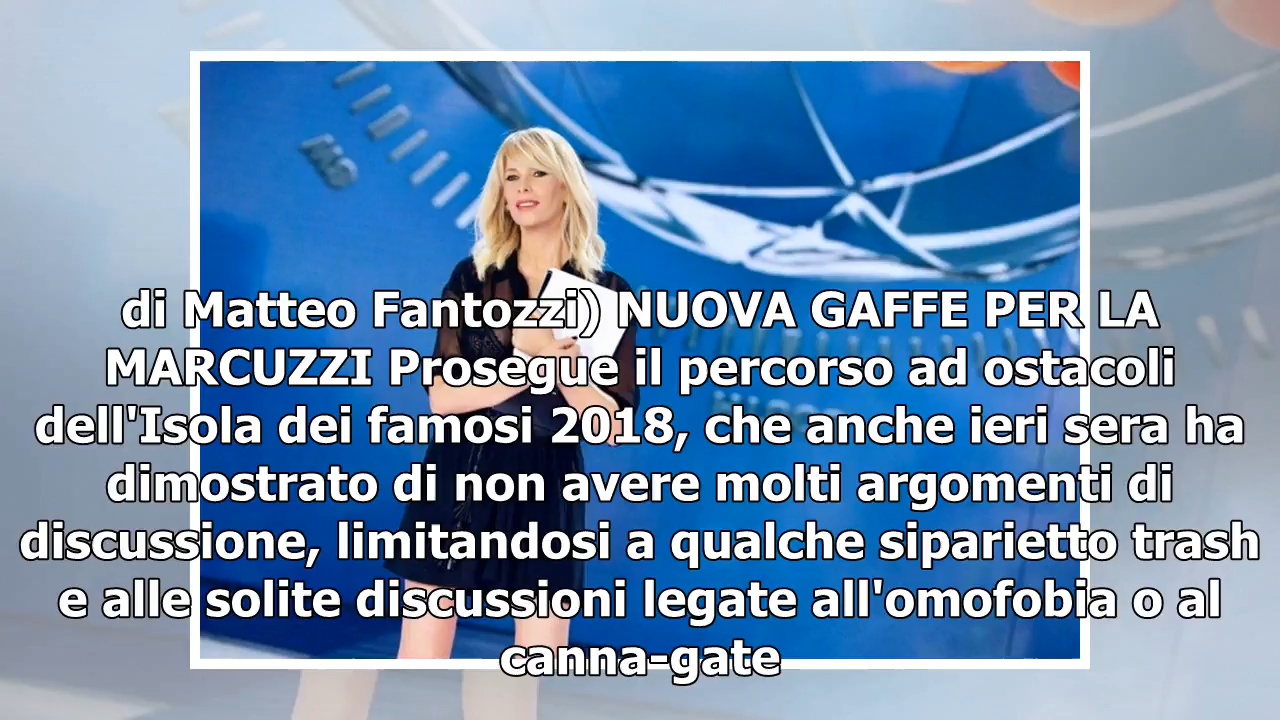 di Matteo Fantozzi) NUOVA GAFFE PER LA
MARCUZZI Prosegue il percorso ad ostacoli
dell'Isola dei famosi 2018, che anche ieri sera ha
dimostrato di non avere molti argomenti di
discussione, limitandosi a qualche siparietto trash
e alle solite discussioni legate all'omofobia o al
canna-gate